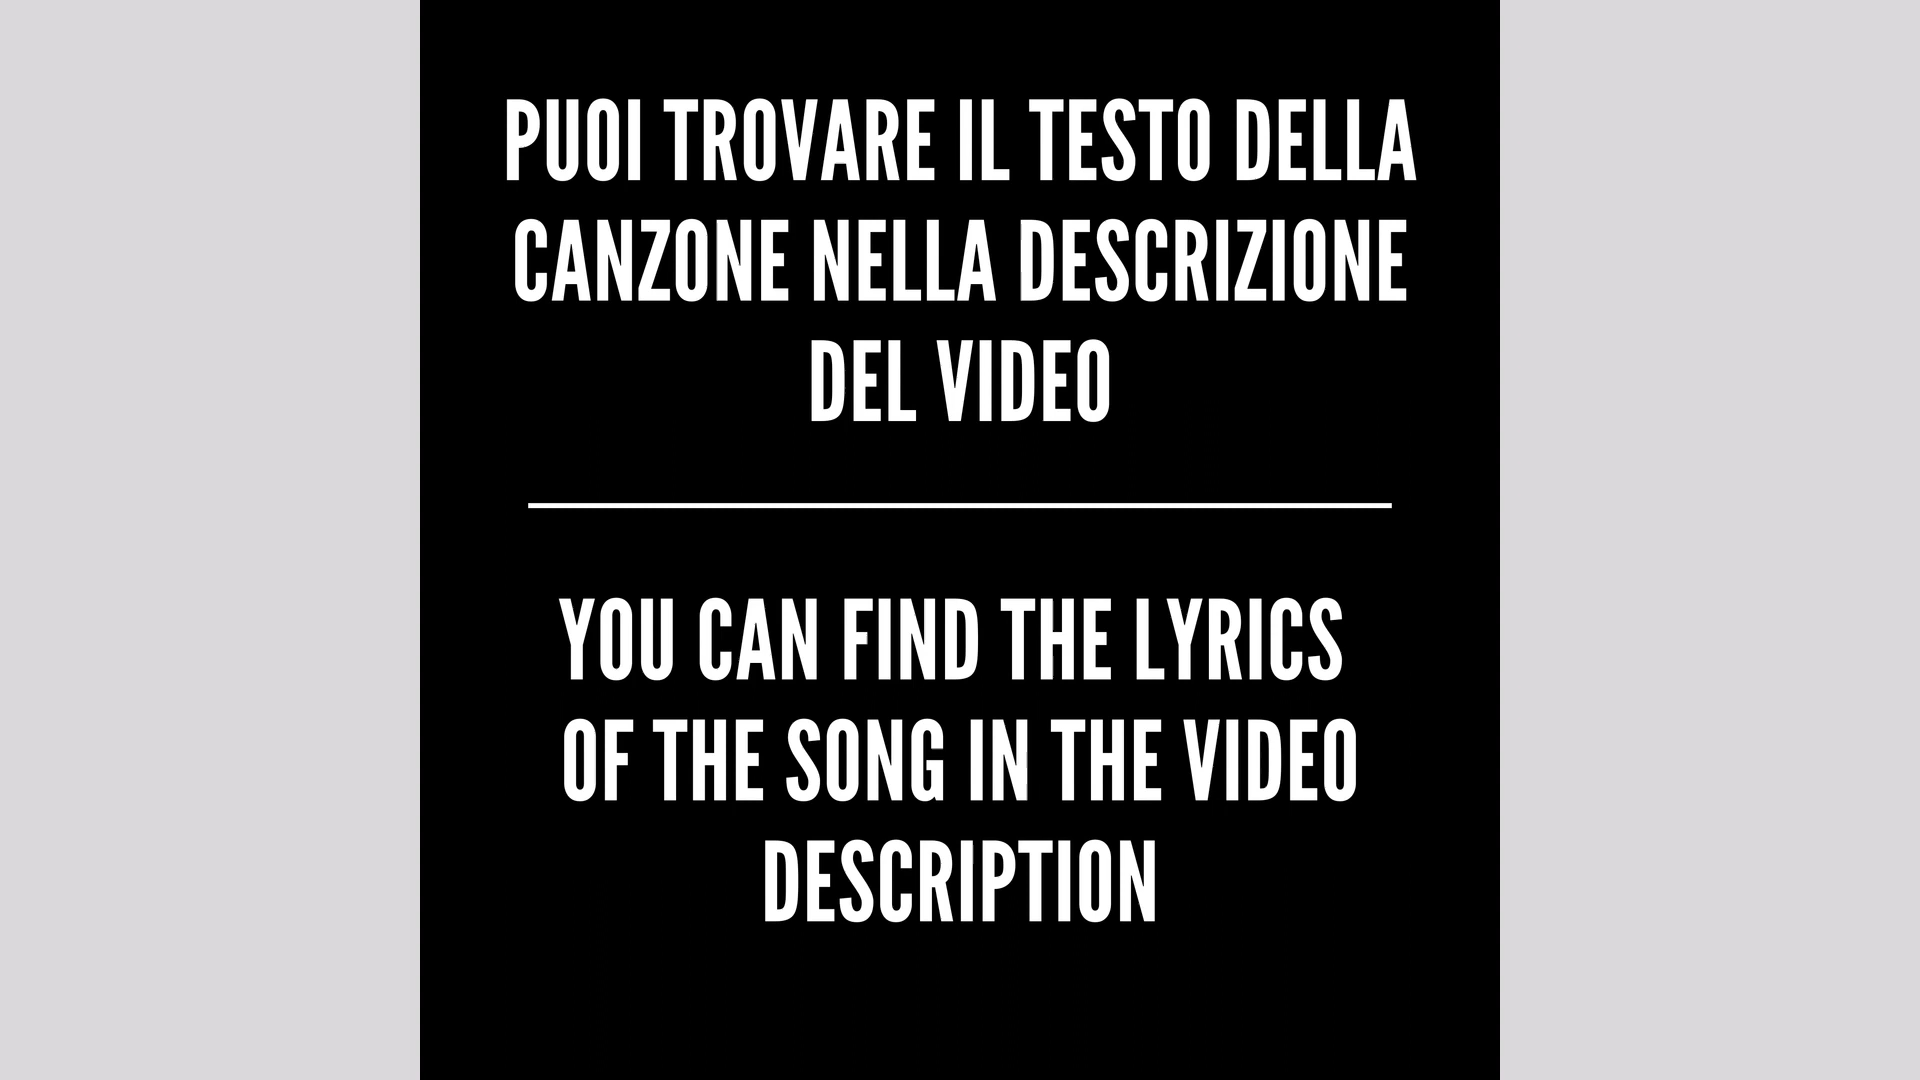 PUOI TROVARE IL TESTO DELLA
CANZONE NELLA DESCRIZIONE
DEL VIDEO
YOU CAN FIND THE LYRICS
OF THE SONG IN THE VIDEO
DESCRIPTION